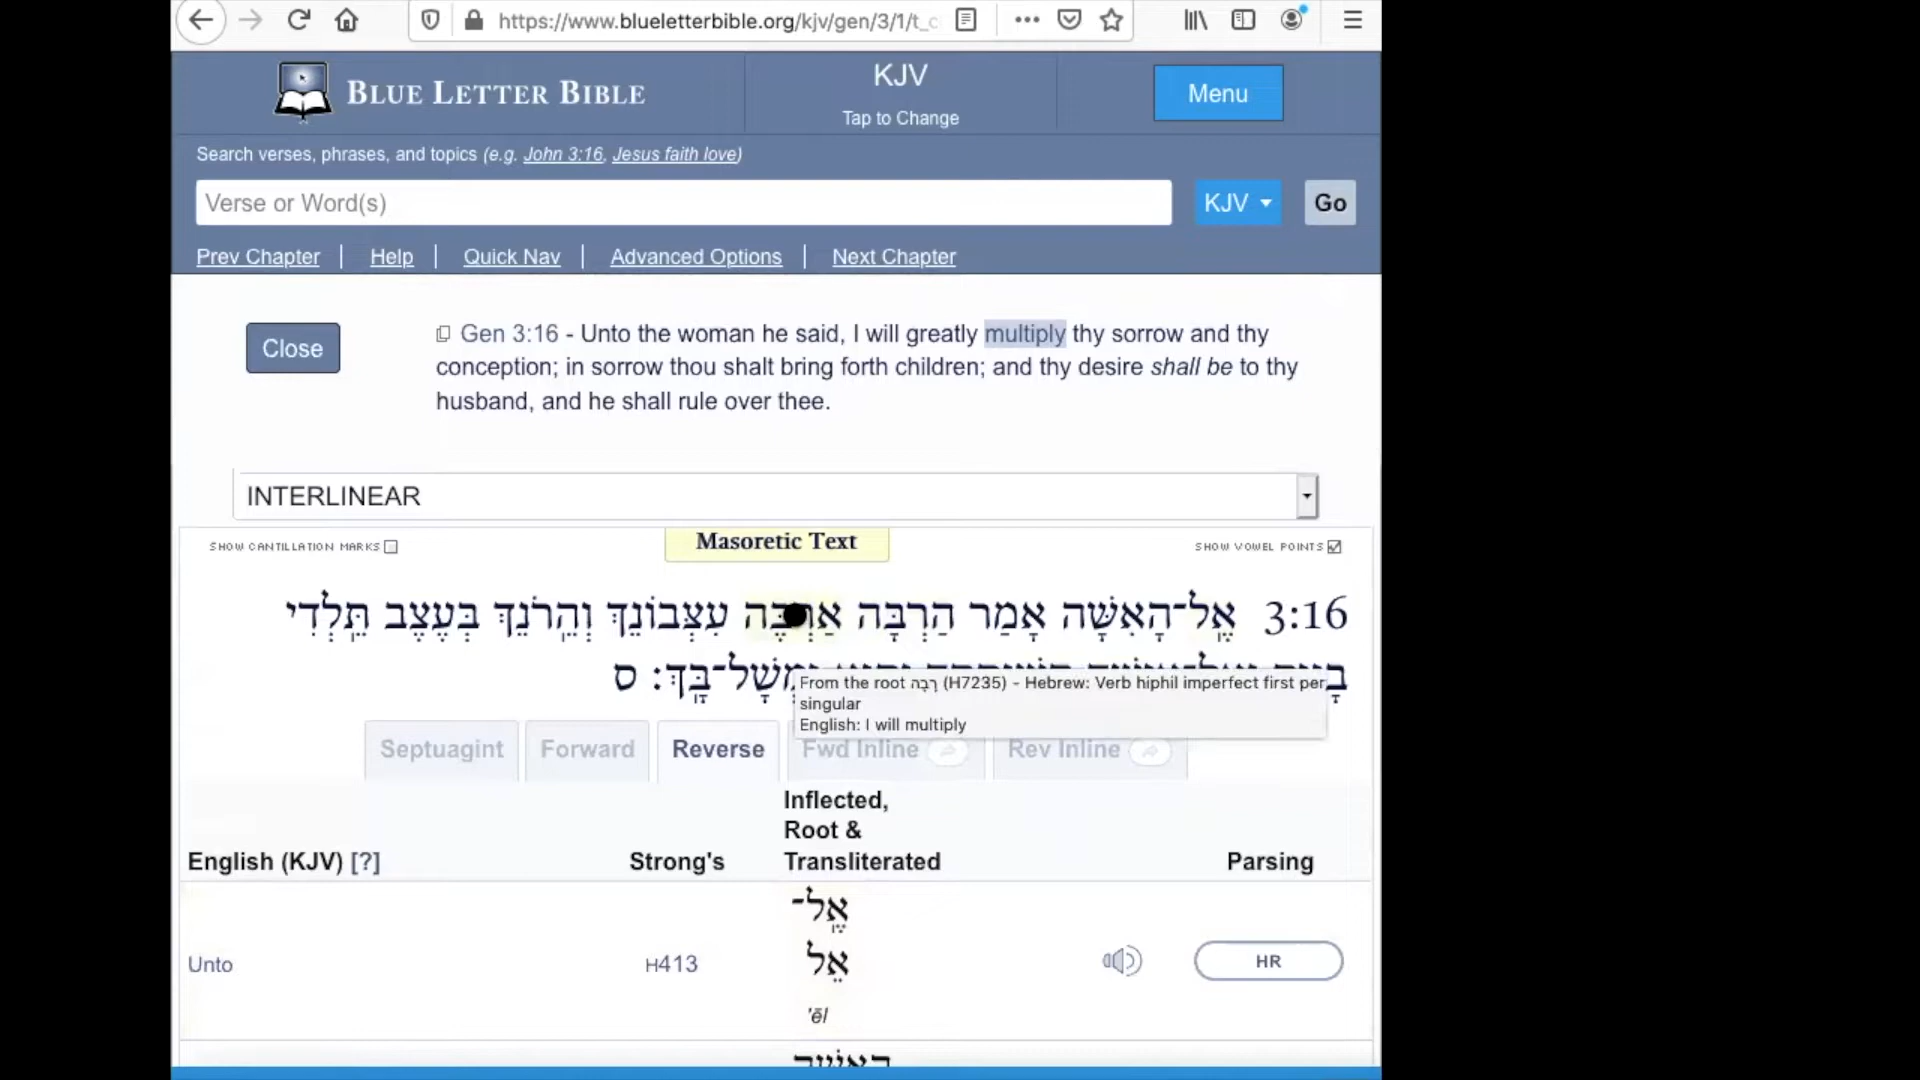 https://www.blueletterbible.org/kjv/gen/3/1/t_c
BLUE LETTER BIBLE
KJV
Tap to Change
Menu
Search verses, phrases, and topics (e.g. John 3:16, Jesus faith love)
Verse or Word(s)
KJV
Go
Prev Chapter | Help | Quick Nav | Advanced Options | Next Chapter
Close
Gen 3:16 - Unto the woman he said, I will greatly multiply thy sorrow and thy
conception; in sorrow thou shalt bring forth children; and thy desire shall be to thy
husband, and he shall rule over thee.
INTERLINEAR
SHOW CANTILLATION MARKS
Masoretic Text
SHOW VOWEL POINTS
3:16 אֶֽל־הָאִשָּׁה אָמַר הַרְבָּה אַרְבֶּה עִצְּבוֹנֵךְ וְהֵֽרֹנֵךְ בְּעֶצֶב תֵּֽלְדִי
יִמְשָׁל־בָּֽךְ׃ ס
From the root רָבָה (H7235) - Hebrew: Verb hiphil imperfect first per
singular
English: I will multiply
Septuagint
Forward
Reverse
Fwd Inline
Rev Inline
English (KJV) [?]
Strong's
Inflected,
Root &
Transliterated
Parsing
Unto
H413
אֶֽל־
אֵל
'ēl
HR